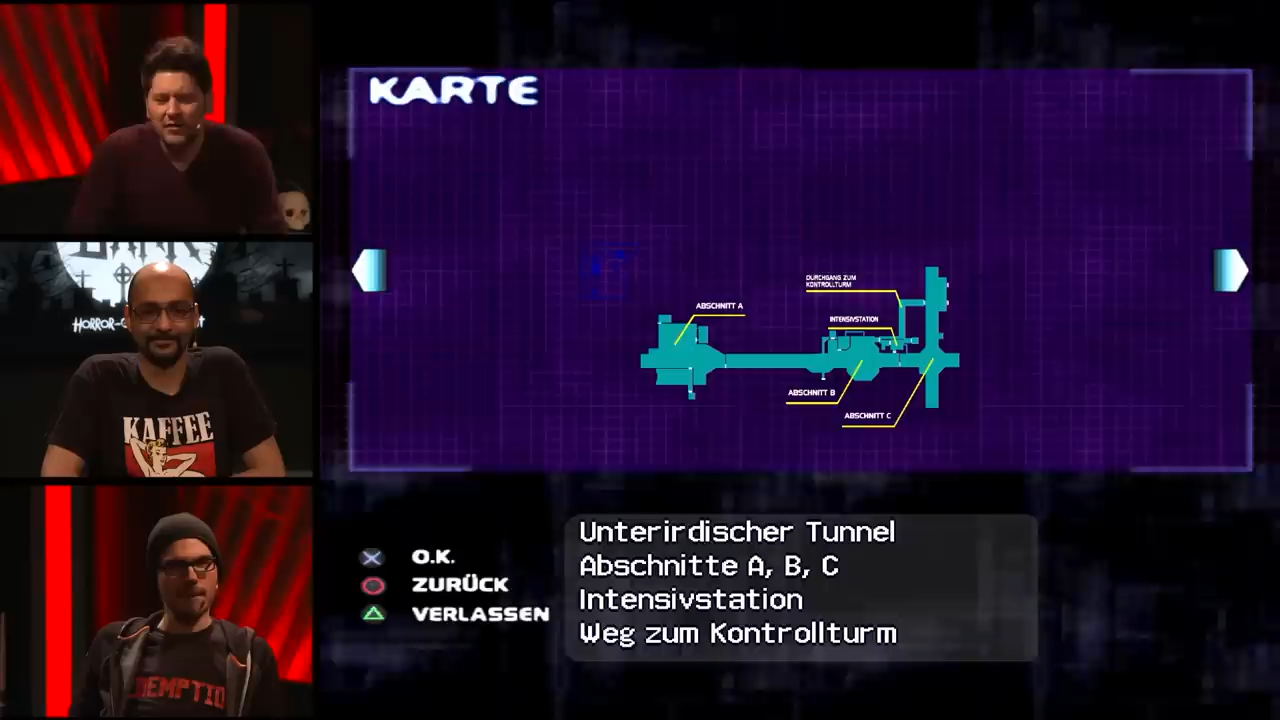 KARTE
DURCHGANG ZUM
KONTROLLTURM
ABSCHNITT A
INTENSIVSTATION
ABSCHNITT B
ABSCHNITT C
O.K.
ZURÜCK
VERLASSEN
Unterirdischer Tunnel
Abschnitte A, B, C
Intensivstation
Weg zum Kontrollturm
KAFFEE